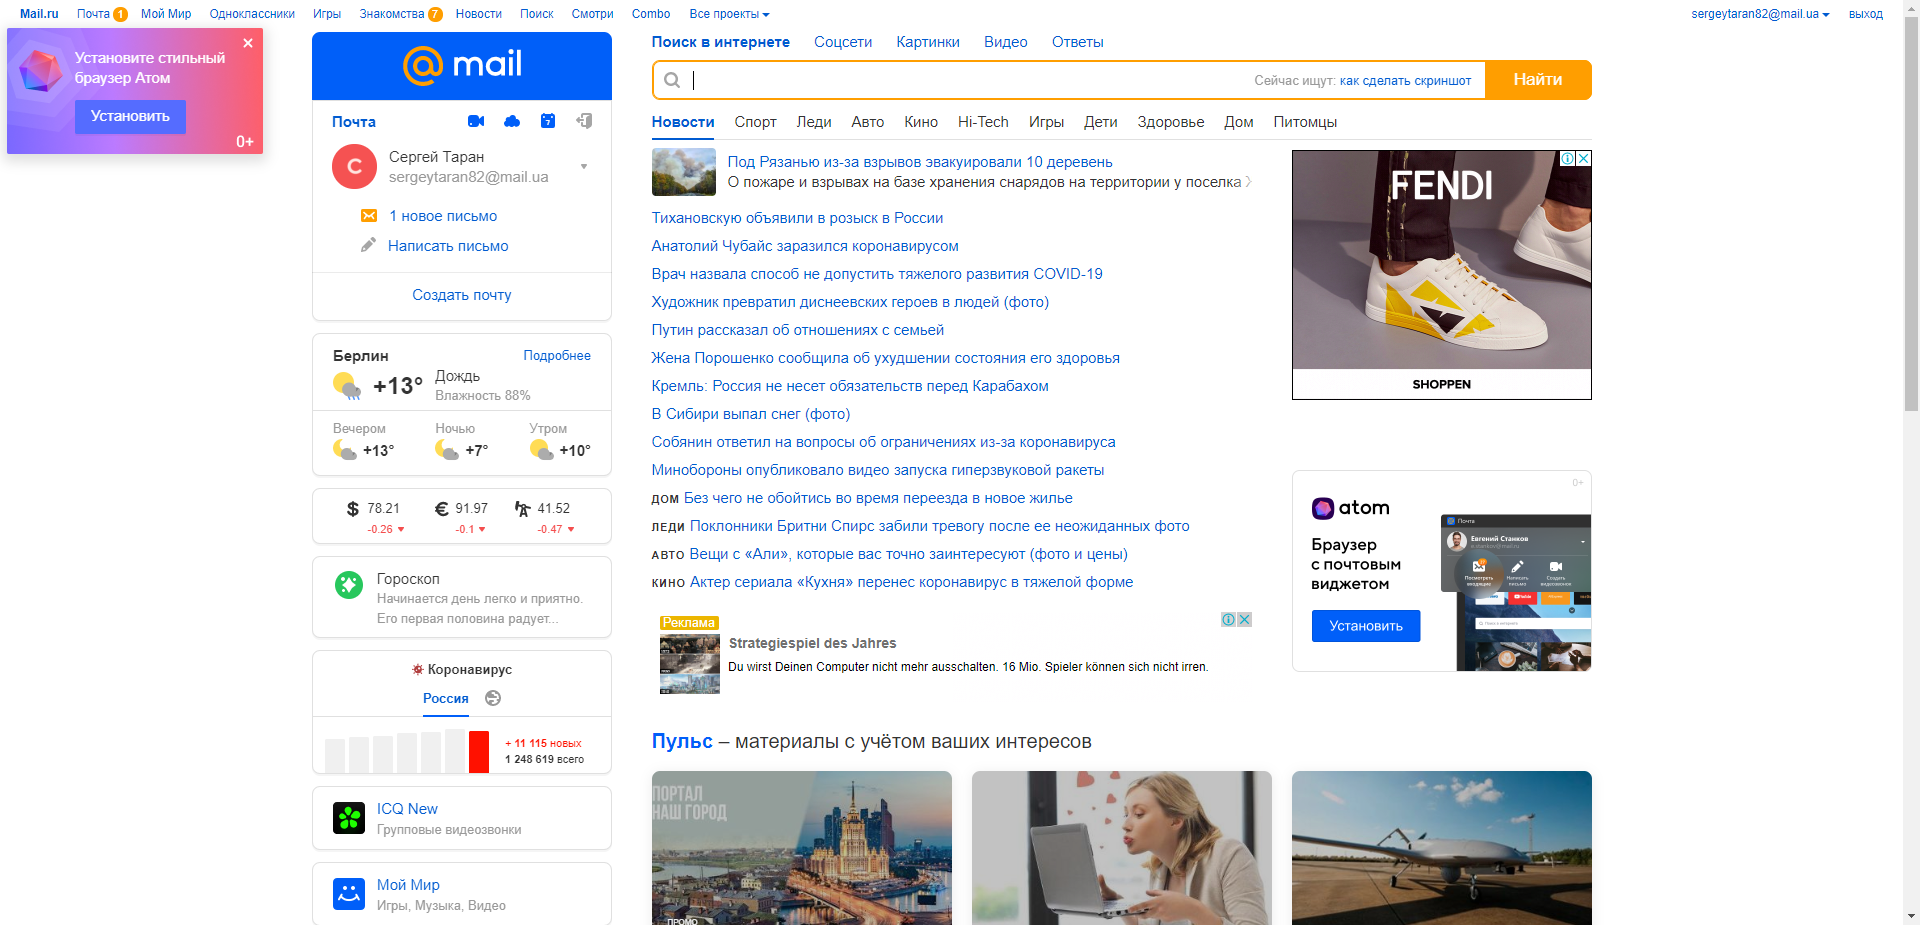 Mail.ru Почта 1 Мой Мир Одноклассники Игры Знакомства 7 Новости Поиск Смотри Combo Все проекты
sergeytaran82@mail.ua выход
Установите стильный
браузер Атом
Установить
0+
@mail
Почта
7
С
Сергей Таран
sergeytaran82@mail.ua
1 новое письмо
Написать письмо
Создать почту
Берлин Подробнее
+13° Дождь
Влажность 88%
Вечером Ночью Утром
+13° +7° +10°
$ 78.21 € 91.97 41.52
-0.26 -0.1 -0.47
Гороскоп
Начинается день легко и приятно.
Его первая половина радует...
Коронавирус
Россия
+ 11 115 новых
1 248 619 всего
ICQ New
Групповые видеозвонки
Мой Мир
Игры, Музыка, Видео
Поиск в интернете Соцсети Картинки Видео Ответы
Сейчас ищут: как сделать скриншот Найти
Новости Спорт Леди Авто Кино Hi-Tech Игры Дети Здоровье Дом Питомцы
Под Рязанью из-за взрывов эвакуировали 10 деревень
О пожаре и взрывах на базе хранения снарядов на территории у поселка
Тихановскую объявили в розыск в России
Анатолий Чубайс заразился коронавирусом
Врач назвала способ не допустить тяжелого развития COVID-19
Художник превратил диснеевских героев в людей (фото)
Путин рассказал об отношениях с семьей
Жена Порошенко сообщила об ухудшении состояния его здоровья
Кремль: Россия не несет обязательств перед Карабахом
В Сибири выпал снег (фото)
Собянин ответил на вопросы об ограничениях из-за коронавируса
Минобороны опубликовало видео запуска гиперзвуковой ракеты
ДОМ Без чего не обойтись во время переезда в новое жилье
ЛЕДИ Поклонники Бритни Спирс забили тревогу после ее неожиданных фото
АВТО Вещи с «Али», которые вас точно заинтересуют (фото и цены)
КИНО Актер сериала «Кухня» перенес коронавирус в тяжелой форме
Реклама
Strategiespiel des Jahres
Du wirst Deinen Computer nicht mehr ausschalten. 16 Mio. Spieler können sich nicht irren.
FENDI
SHOPPEN
0+
atom
Браузер
с почтовым
виджетом
Установить
Почта
Евгений Станков
Посмотреть
входящие
Написать
письмо
Создать
видеозвонок
Пульс – материалы с учётом ваших интересов
ПОРТАЛ
НАШ ГОРОД
ПРОМО